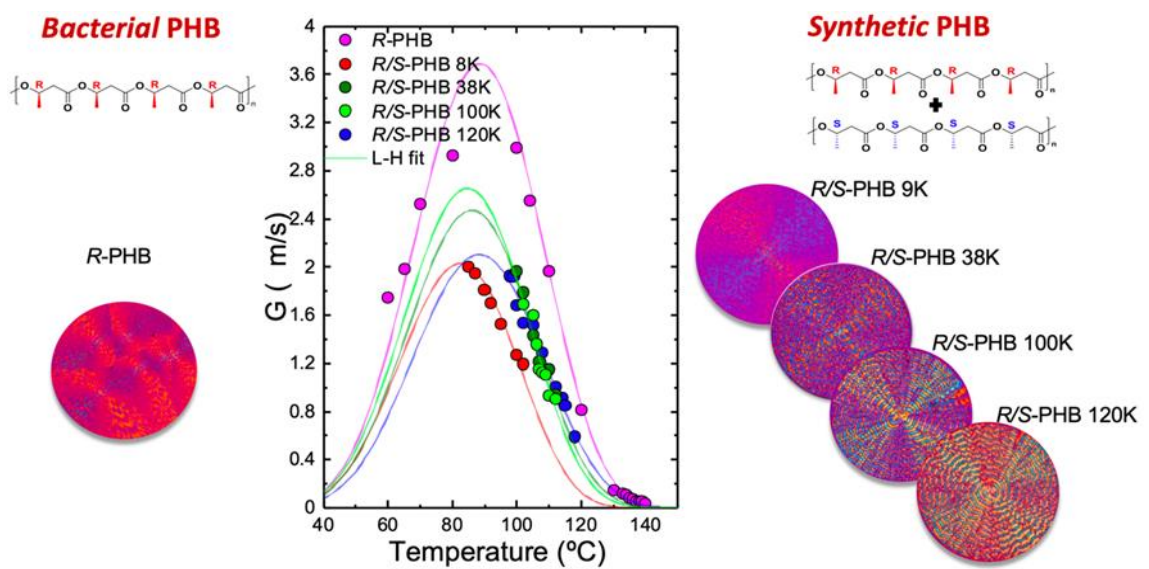 Bacterial PHB
Synthetic PHB
O R O R O R O R
O O O O n
O R O R O R O R
O O O O n
+
O S O S O S O S
O O O O n
R-PHB
R/S-PHB 9K
R/S-PHB 38K
R/S-PHB 100K
R/S-PHB 120K
G ( m/s)
4
3.6
3.2
2.8
2.4
2
1.6
1.2
0.8
0.4
0
R-PHB
R/S-PHB 8K
R/S-PHB 38K
R/S-PHB 100K
R/S-PHB 120K
L-H fit
40 60 80 100 120 140
Temperature (ºC)